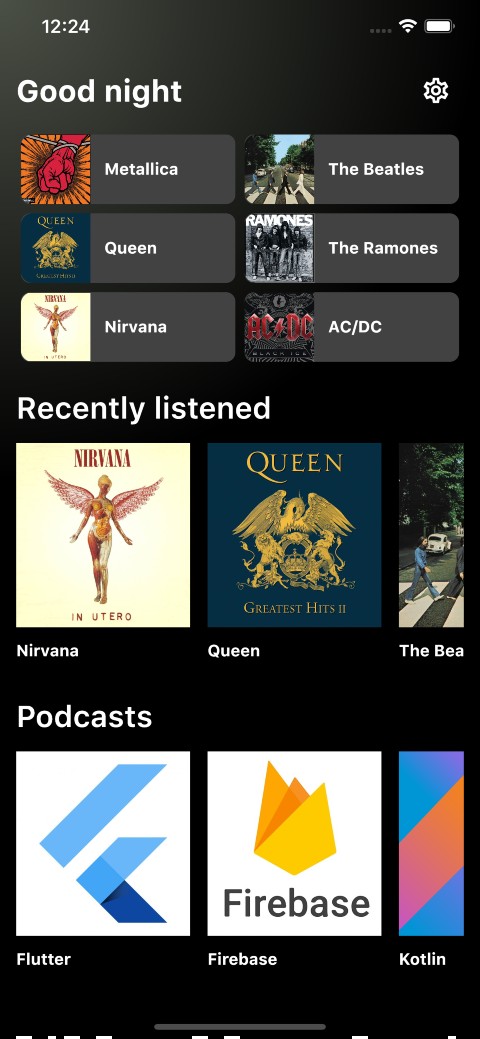 12:24
Good night
Metallica
The Beatles
QUEEN
GREATEST HITS II
Queen
RAMONES
The Ramones
NIRVANA
IN UTERO
Nirvana
AC/DC
BLACK ICE
AC/DC
Recently listened
NIRVANA
IN UTERO
QUEEN
GREATEST HITS II
Nirvana
Queen
The Bea
Podcasts
Firebase
Flutter
Firebase
Kotlin